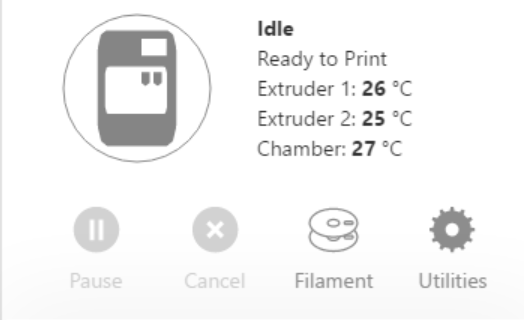 Idle
Ready to Print
Extruder 1: 26 °C
Extruder 2: 25 °C
Chamber: 27 °C
Pause
Cancel
Filament
Utilities